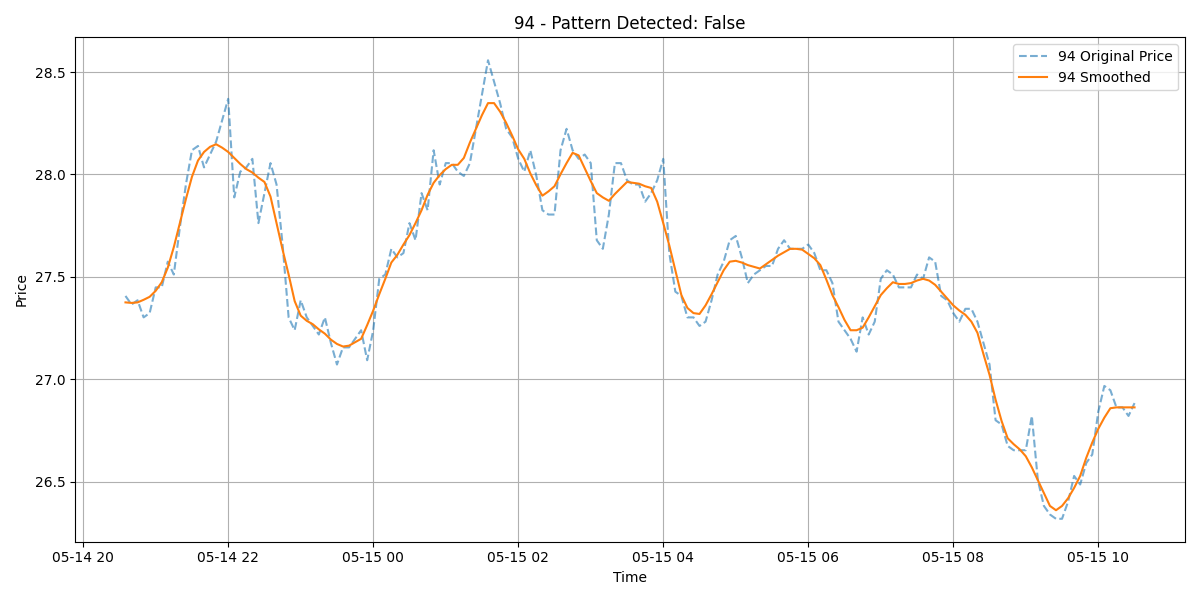 94 - Pattern Detected: False
94 Original Price
94 Smoothed
Price
28.5
28.0
27.5
27.0
26.5
05-14 20 05-14 22 05-15 00 05-15 02 05-15 04 05-15 06 05-15 08 05-15 10
Time